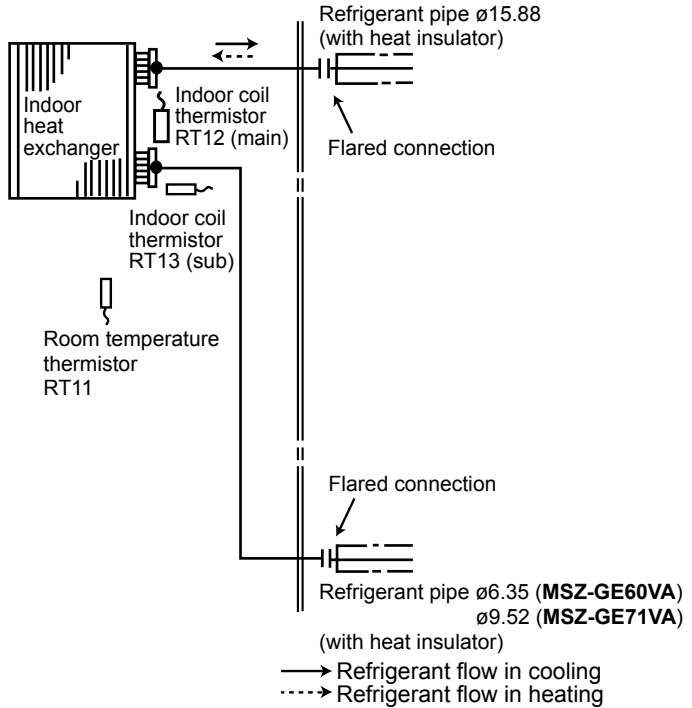 Refrigerant pipe ø15.88
(with heat insulator)
Indoor
heat
exchanger
Indoor coil
thermistor
RT12 (main)
Flared connection
Indoor coil
thermistor
RT13 (sub)
Room temperature
thermistor
RT11
Flared connection
Refrigerant pipe ø6.35 (MSZ-GE60VA)
ø9.52 (MSZ-GE71VA)
(with heat insulator)
Refrigerant flow in cooling
Refrigerant flow in heating